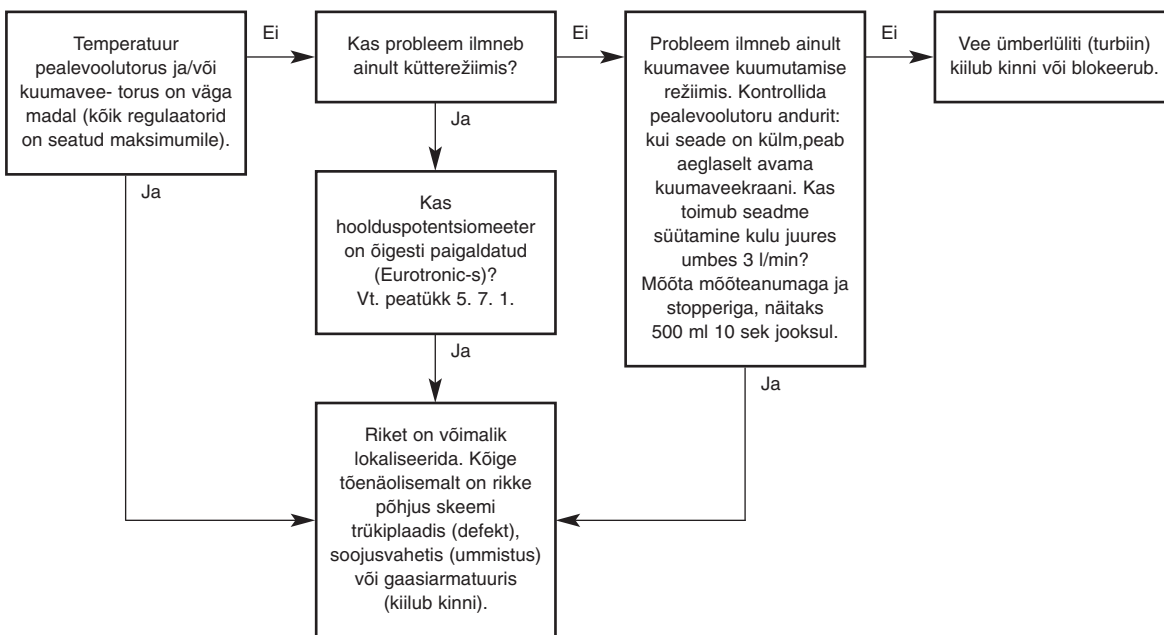 Temperatuur
pealevoolutorus ja/või
kuumavee- torus on väga
madal (kõik regulaatorid
on seatud maksimumile).
Ei
Kas probleem ilmneb
ainult kütterežiimis?
Ei
Probleem ilmneb ainult
kuumavee kuumutamise
režiimis. Kontrollida
pealevoolutoru andurit:
kui seade on külm,peab
aeglaselt avama
kuumaveekraani. Kas
toimub seadme
süütamine kulu juures
umbes 3 l/min?
Mõõta mõõteanumaga ja
stopperiga, näitaks
500 ml 10 sek jooksul.
Ei
Vee ümberlüliti (turbiin)
kiilub kinni või blokeerub.
Ja
Ja
Kas
hoolduspotentsiomeeter
on õigesti paigaldatud
(Eurotronic-s)?
Vt. peatükk 5. 7. 1.
Ja
Ja
Riket on võimalik
lokaliseerida. Kõige
tõenäolisemalt on rikke
põhjus skeemi
trükiplaadis (defekt),
soojusvahetis (ummistus)
või gaasiarmatuuris
(kiilub kinni).